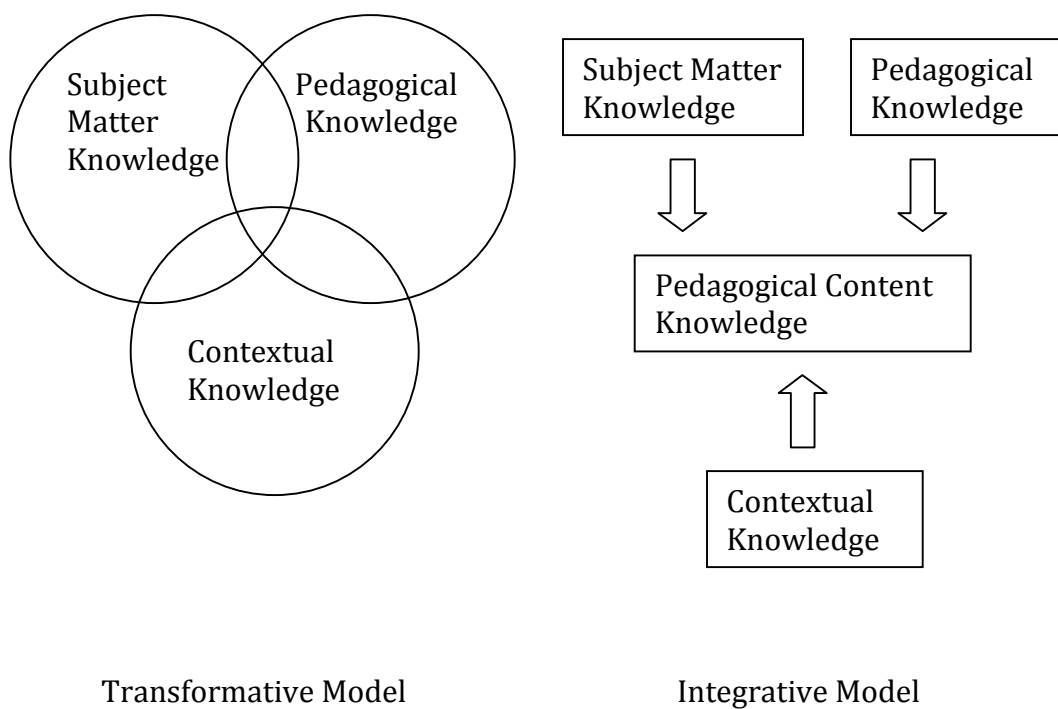 Subject
Matter
Knowledge
Pedagogical
Knowledge
Contextual
Knowledge
Transformative Model
Subject Matter
Knowledge
Pedagogical
Knowledge
Pedagogical Content
Knowledge
Contextual
Knowledge
Integrative Model